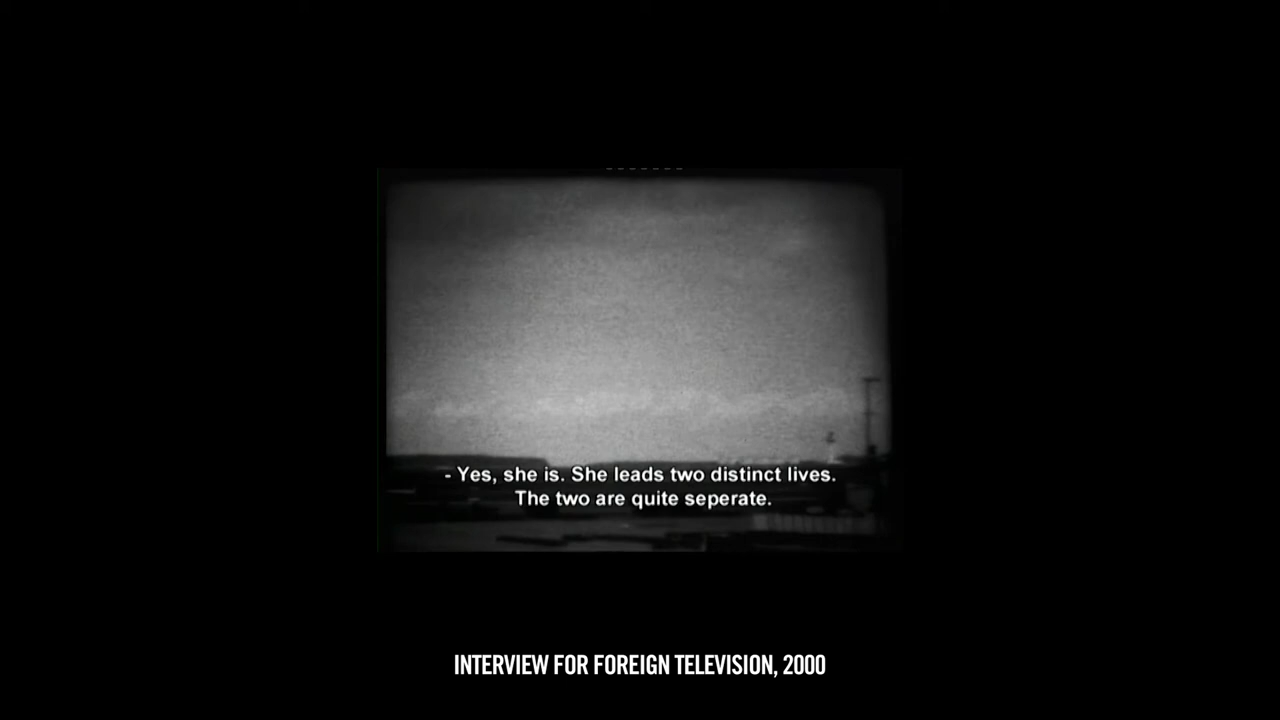 - Yes, she is. She leads two distinct lives.
The two are quite seperate.
INTERVIEW FOR FOREIGN TELEVISION, 2000